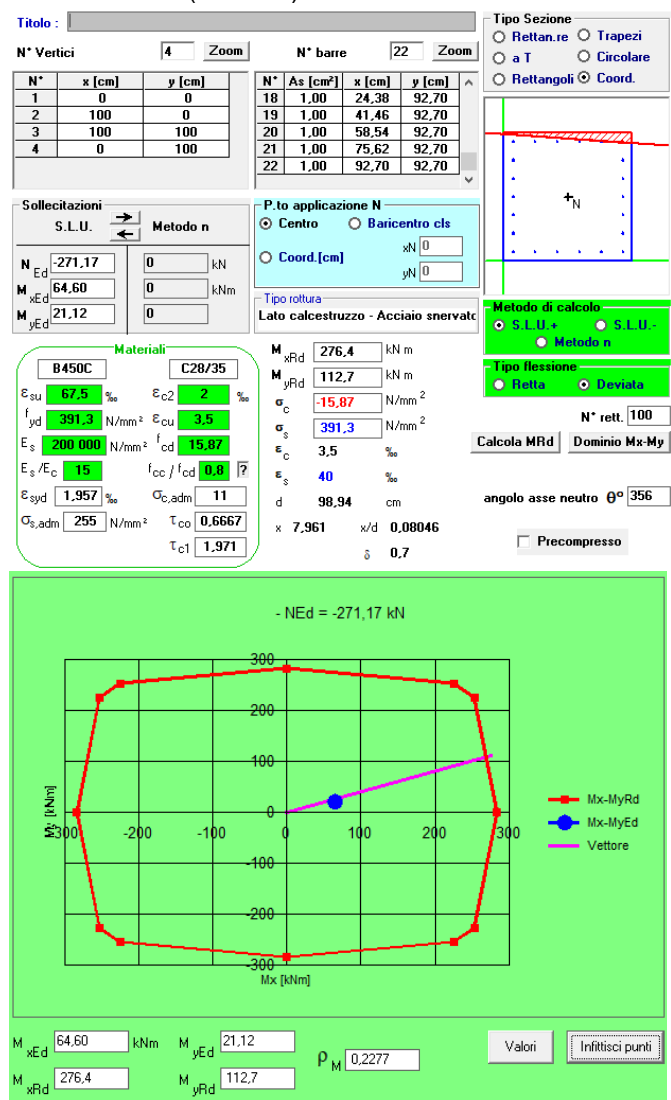 Titolo :
N° Vertici 4 Zoom N° barre 22 Zoom
N° x [cm] y [cm]
1 0 0
2 100 0
3 100 100
4 0 100
N° As [cm²] x [cm] y [cm]
18 1,00 24,38 92,70
19 1,00 41,46 92,70
20 1,00 58,54 92,70
21 1,00 75,62 92,70
22 1,00 92,70 92,70
Tipo Sezione
Rettan.re Trapezi
a T Circolare
Rettangoli Coord.
N
Sollecitazioni
S.L.U. Metodo n
N Ed -271,17 0 kN
M xEd 64,60 0 kNm
M yEd 21,12 0
P.to applicazione N
Centro Baricentro cls
Coord.[cm] xN 0
yN 0
Tipo rottura
Lato calcestruzzo - Acciaio snervatc
Metodo di calcolo
S.L.U.+ S.L.U.-
Metodo n
Tipo flessione
Retta Deviata
N° rett. 100
Calcola MRd Dominio Mx-My
angolo asse neutro θ° 356
Precompresso
Materiali
B450C C28/35
εsu 67,5 ‰ εc2 2 ‰
fyd 391,3 N/mm² εcu 3,5
Es 200 000 N/mm² fcd 15,87
Es /Ec 15 fcc / fcd 0,8 ?
εsyd 1,957 ‰ σc,adm 11
σs,adm 255 N/mm² τco 0,6667
τc1 1,971
M xRd 276,4 kN m
M yRd 112,7 kN m
σc -15,87 N/mm²
σs 391,3 N/mm²
εc 3,5 ‰
εs 40 ‰
d 98,94 cm
x 7,961 x/d 0,08046
δ 0,7
- NEd = -271,17 kN
300
200
100
0
-300 -200 -100 0 100 200 300
-100
-200
-300
My [kNm]
Mx [kNm]
Mx-MyRd
Mx-MyEd
Vettore
M xEd 64,60 kNm M yEd 21,12
M xRd 276,4 M yRd 112,7
ρ M 0,2277
Valori Infittisci punti